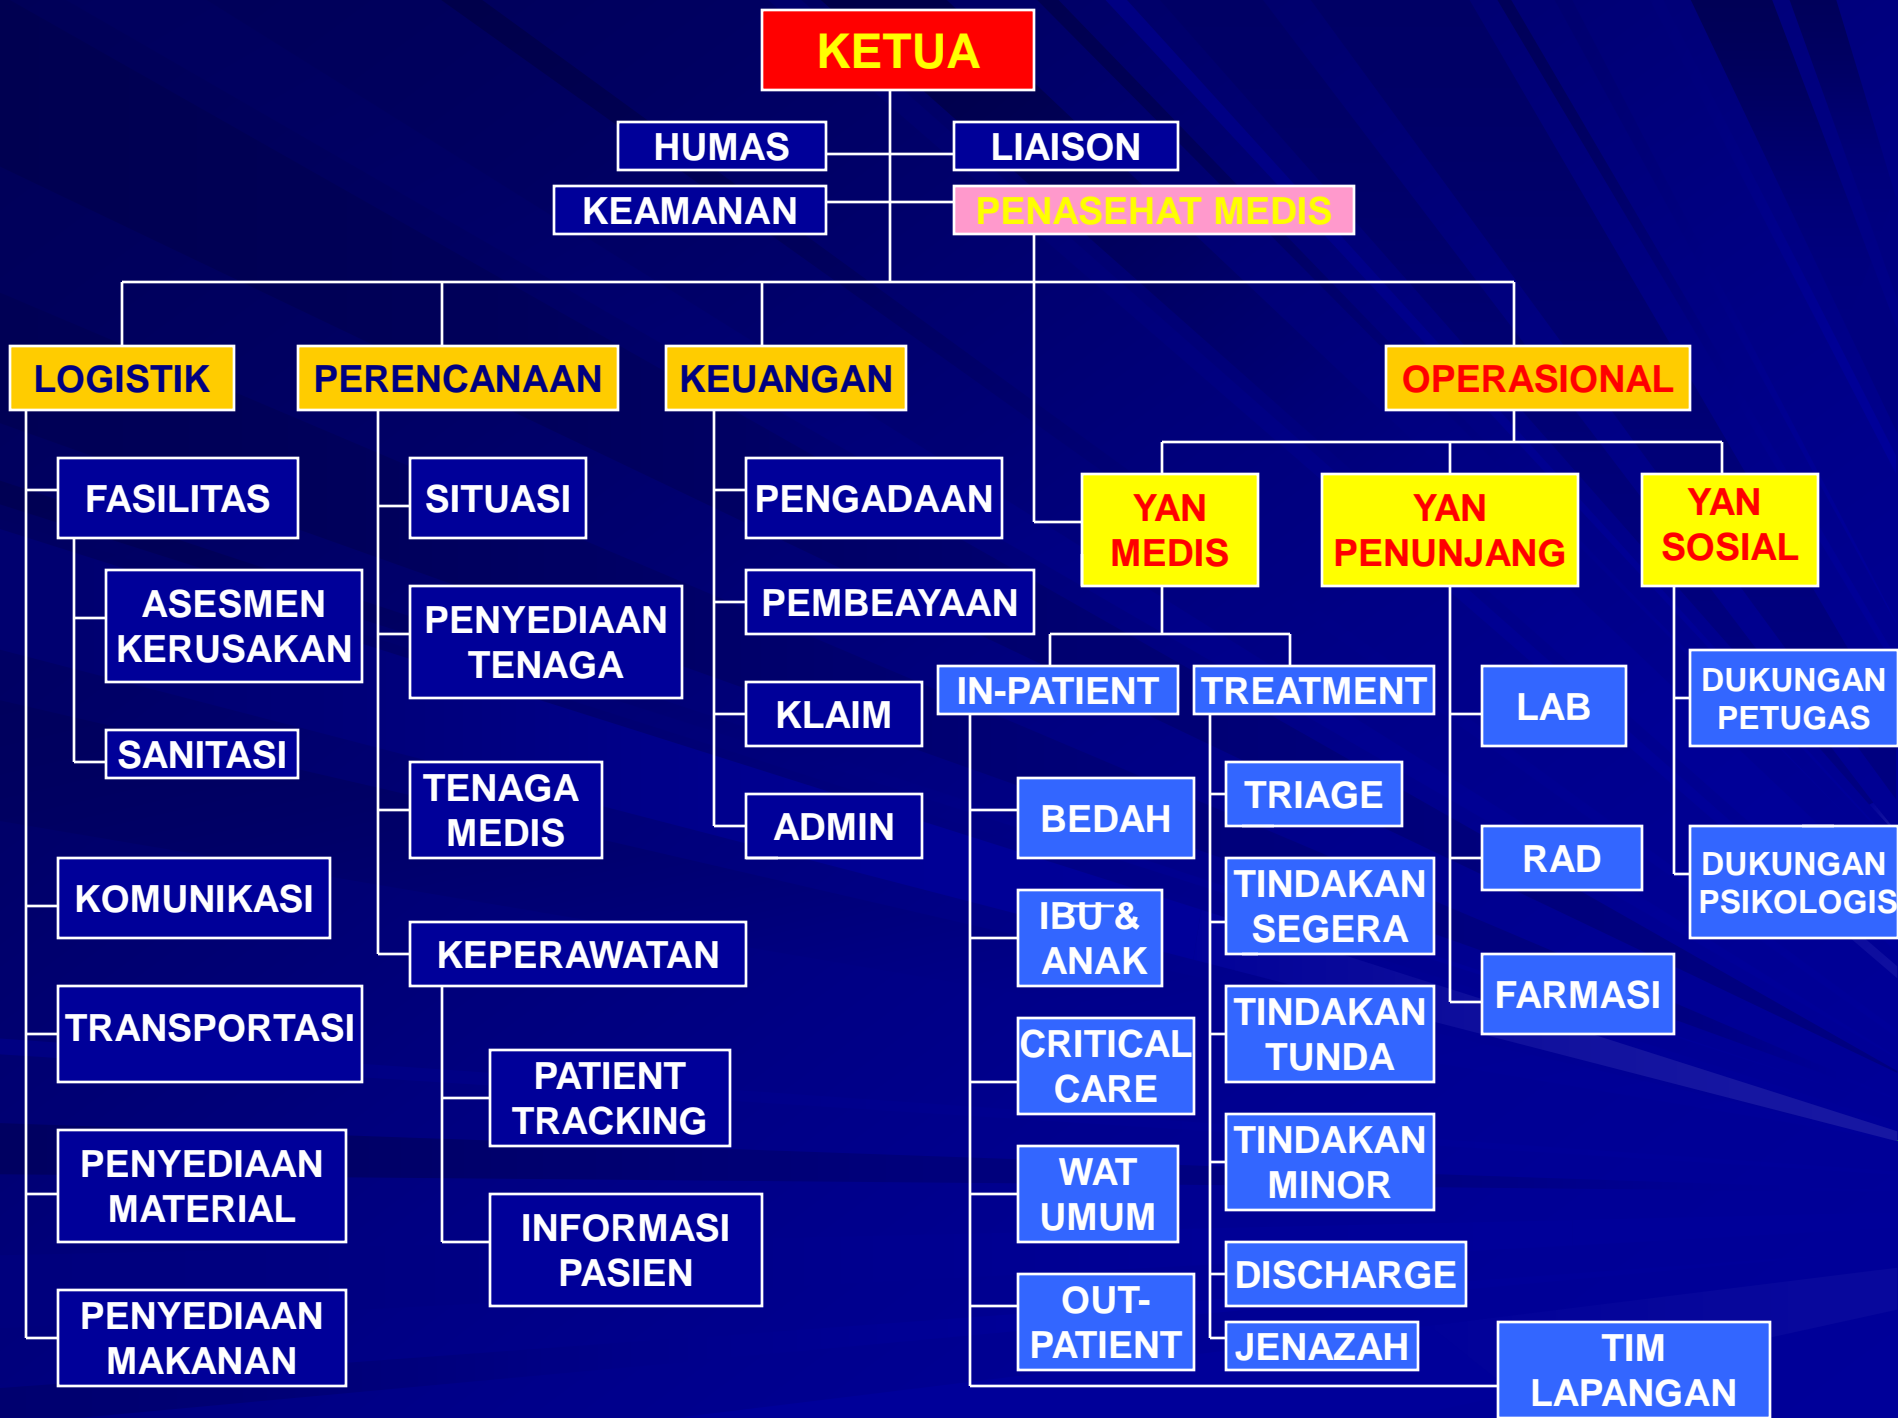 KETUA
HUMAS
LIAISON
KEAMANAN
PENASEHAT MEDIS
LOGISTIK
PERENCANAAN
KEUANGAN
OPERASIONAL
FASILITAS
ASESMEN
KERUSAKAN
SANITASI
KOMUNIKASI
TRANSPORTASI
PENYEDIAAN
MATERIAL
PENYEDIAAN
MAKANAN
SITUASI
PENYEDIAAN
TENAGA
TENAGA
MEDIS
KEPERAWATAN
PATIENT
TRACKING
INFORMASI
PASIEN
PENGADAAN
PEMBEAYAAN
KLAIM
ADMIN
YAN
MEDIS
YAN
PENUNJANG
YAN
SOSIAL
IN-PATIENT
BEDAH
IBU &
ANAK
CRITICAL
CARE
WAT
UMUM
OUT-
PATIENT
TREATMENT
TRIAGE
TINDAKAN
SEGERA
TINDAKAN
TUNDA
TINDAKAN
MINOR
DISCHARGE
JENAZAH
TIM
LAPANGAN
LAB
RAD
FARMASI
DUKUNGAN
PETUGAS
DUKUNGAN
PSIKOLOGIS